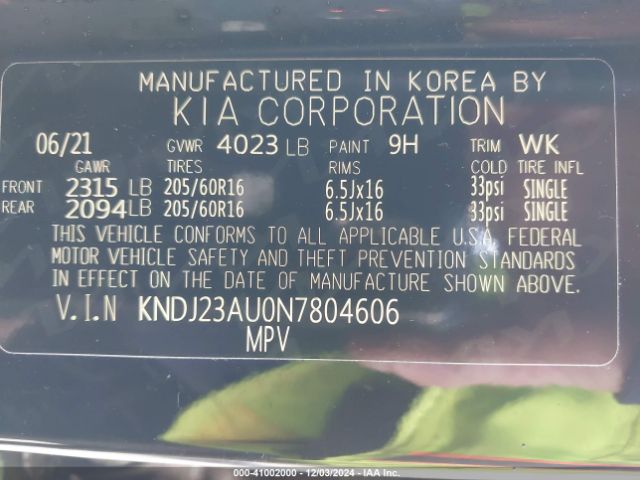 MANUFACTURED IN KOREA BY
KIA CORPORATION
06/21 GVWR 4023 LB PAINT 9H TRIM WK
GAWR TIRES RIMS COLD TIRE INFL
FRONT 2315 LB 205/60R16 6.5Jx16 33psi SINGLE
REAR 2094 LB 205/60R16 6.5Jx16 33psi SINGLE
THIS VEHICLE CONFORMS TO ALL APPLICABLE U.S.A. FEDERAL
MOTOR VEHICLE SAFETY AND THEFT PREVENTION STANDARDS
IN EFFECT ON THE DATE OF MANUFACTURE SHOWN ABOVE.
V.I.N KNDJ23AU0N7804606
MPV
000-41002000 - 12/03/2024 - IAA Inc.